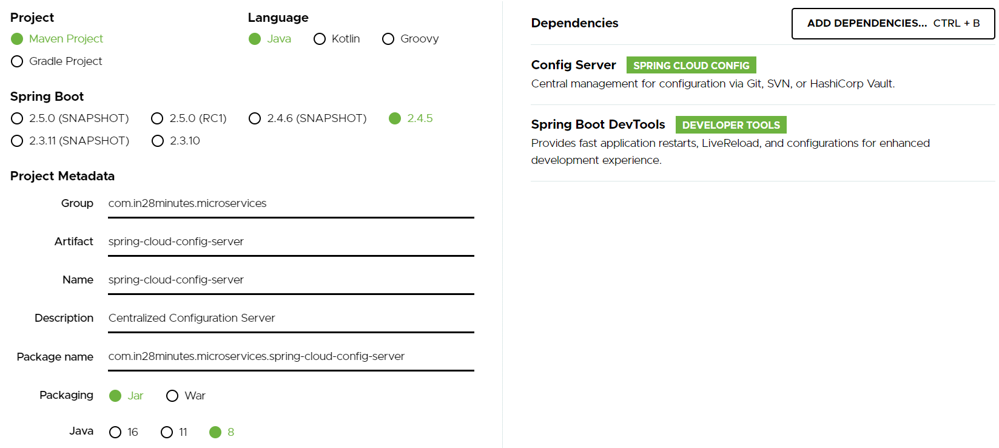 Project
Maven Project
Gradle Project
Language
Java Kotlin Groovy
Spring Boot
2.5.0 (SNAPSHOT) 2.5.0 (RC1) 2.4.6 (SNAPSHOT) 2.4.5
2.3.11 (SNAPSHOT) 2.3.10
Project Metadata
Group com.in28minutes.microservices
Artifact spring-cloud-config-server
Name spring-cloud-config-server
Description Centralized Configuration Server
Package name com.in28minutes.microservices.spring-cloud-config-server
Packaging Jar War
Java 16 11 8
Dependencies ADD DEPENDENCIES... CTRL + B
Config Server SPRING CLOUD CONFIG
Central management for configuration via Git, SVN, or HashiCorp Vault.
Spring Boot DevTools DEVELOPER TOOLS
Provides fast application restarts, LiveReload, and configurations for enhanced
development experience.